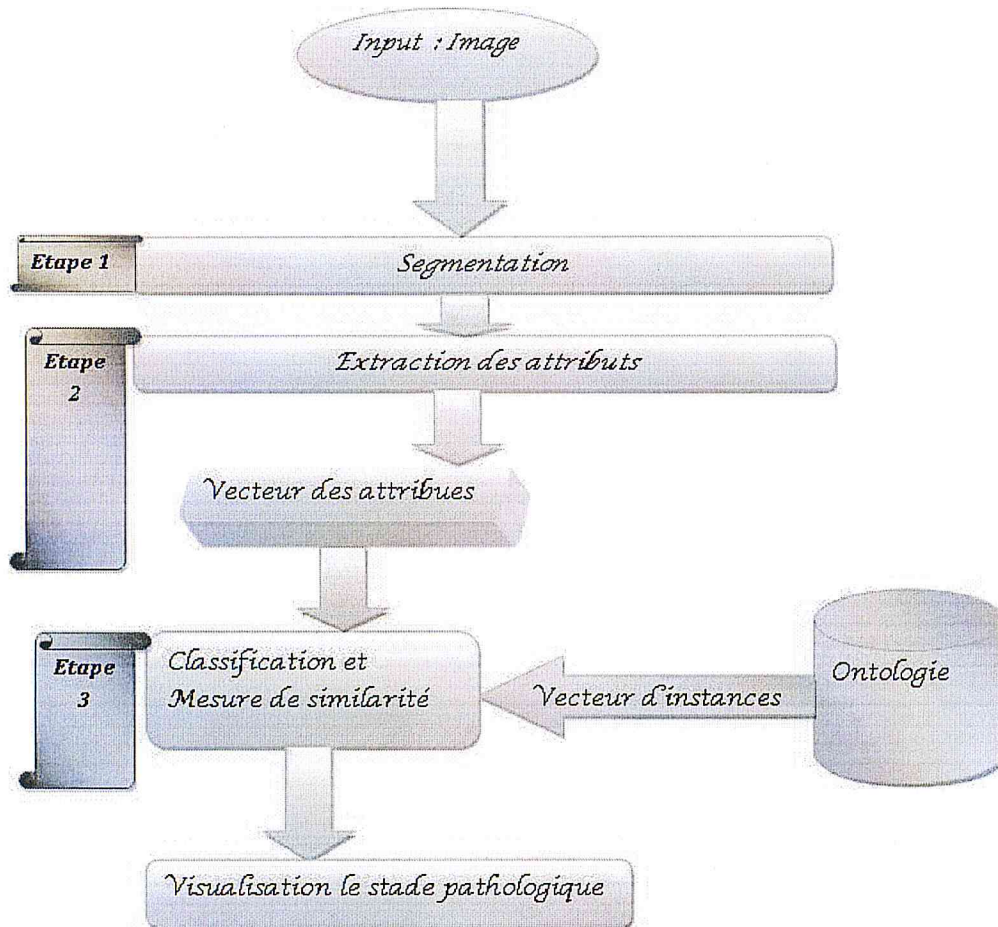 Input : Image
Etape 1
Segmentation
Etape
2
Extraction des attributs
Vecteur des attribues
Etape
3
Classification et
Mesure de similarité
Vecteur d'instances
Ontologie
Visualisation le stade pathologique